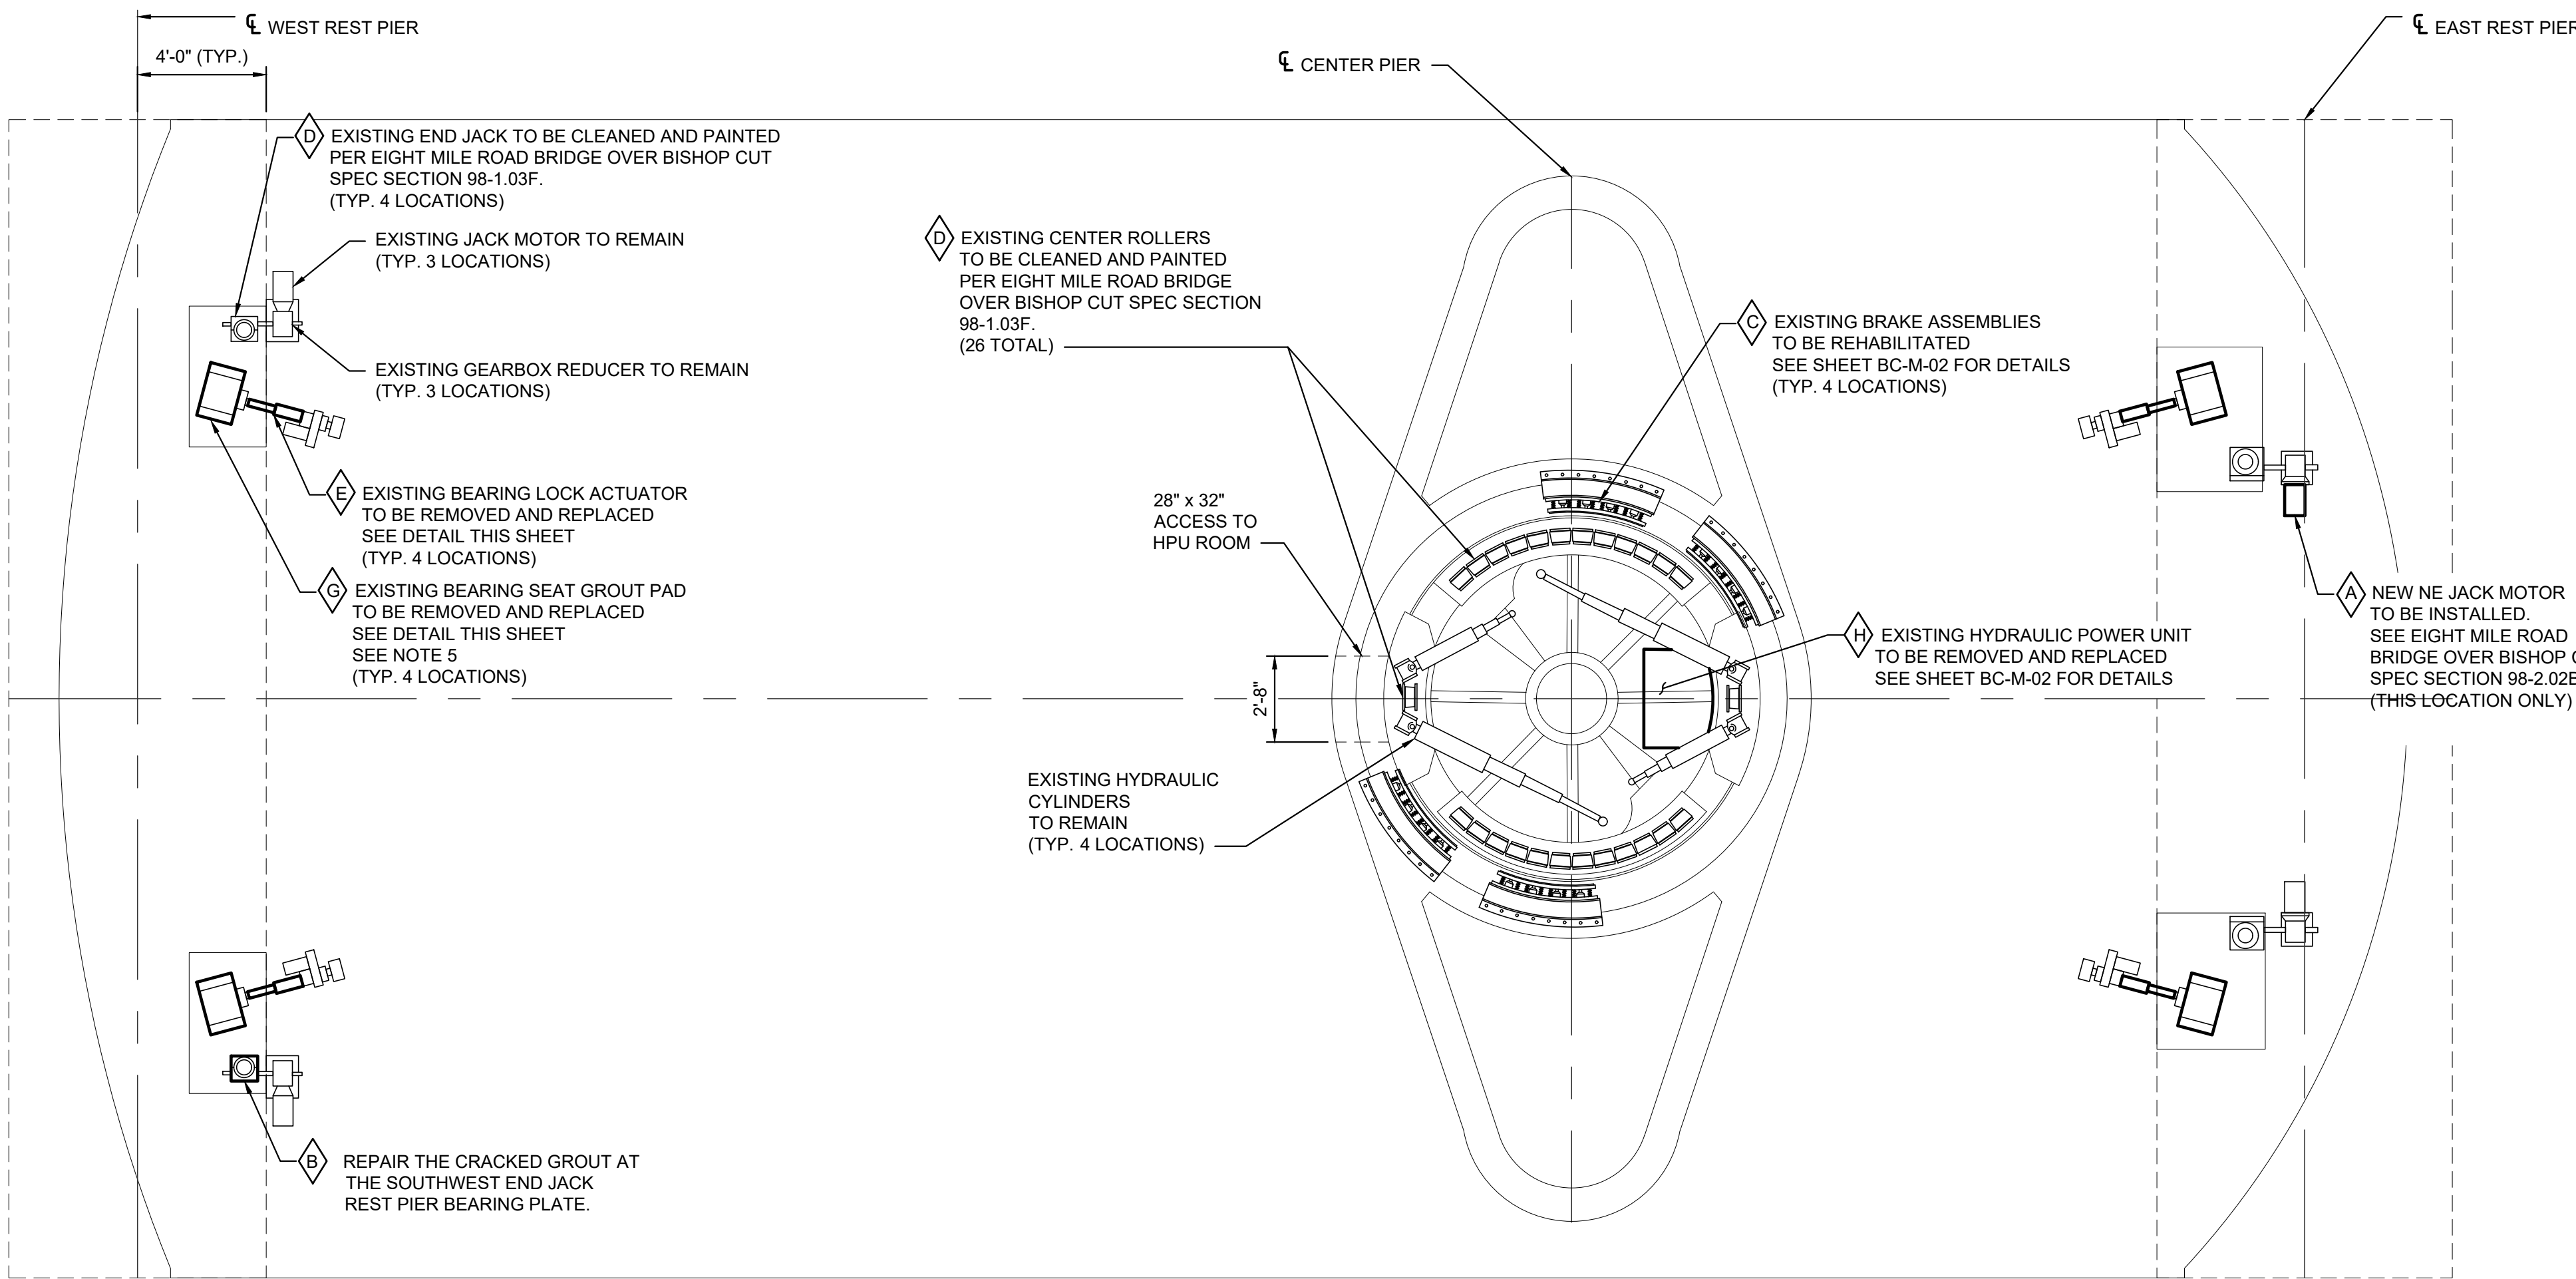 ℄ WEST REST PIER
4'-0" (TYP.)
℄ CENTER PIER
℄ EAST REST PIER
D EXISTING END JACK TO BE CLEANED AND PAINTED
PER EIGHT MILE ROAD BRIDGE OVER BISHOP CUT
SPEC SECTION 98-1.03F.
(TYP. 4 LOCATIONS)
EXISTING JACK MOTOR TO REMAIN
(TYP. 3 LOCATIONS)
EXISTING GEARBOX REDUCER TO REMAIN
(TYP. 3 LOCATIONS)
E EXISTING BEARING LOCK ACTUATOR
TO BE REMOVED AND REPLACED
SEE DETAIL THIS SHEET
(TYP. 4 LOCATIONS)
G EXISTING BEARING SEAT GROUT PAD
TO BE REMOVED AND REPLACED
SEE DETAIL THIS SHEET
SEE NOTE 5
(TYP. 4 LOCATIONS)
B REPAIR THE CRACKED GROUT AT
THE SOUTHWEST END JACK
REST PIER BEARING PLATE.
D EXISTING CENTER ROLLERS
TO BE CLEANED AND PAINTED
PER EIGHT MILE ROAD BRIDGE
OVER BISHOP CUT SPEC SECTION
98-1.03F.
(26 TOTAL)
28" x 32"
ACCESS TO
HPU ROOM
2'-8"
EXISTING HYDRAULIC
CYLINDERS
TO REMAIN
(TYP. 4 LOCATIONS)
C EXISTING BRAKE ASSEMBLIES
TO BE REHABILITATED
SEE SHEET BC-M-02 FOR DETAILS
(TYP. 4 LOCATIONS)
H EXISTING HYDRAULIC POWER UNIT
TO BE REMOVED AND REPLACED
SEE SHEET BC-M-02 FOR DETAILS
A NEW NE JACK MOTOR
TO BE INSTALLED.
SEE EIGHT MILE ROAD
BRIDGE OVER BISHOP
SPEC SECTION 98-2.02
(THIS LOCATION ONLY)